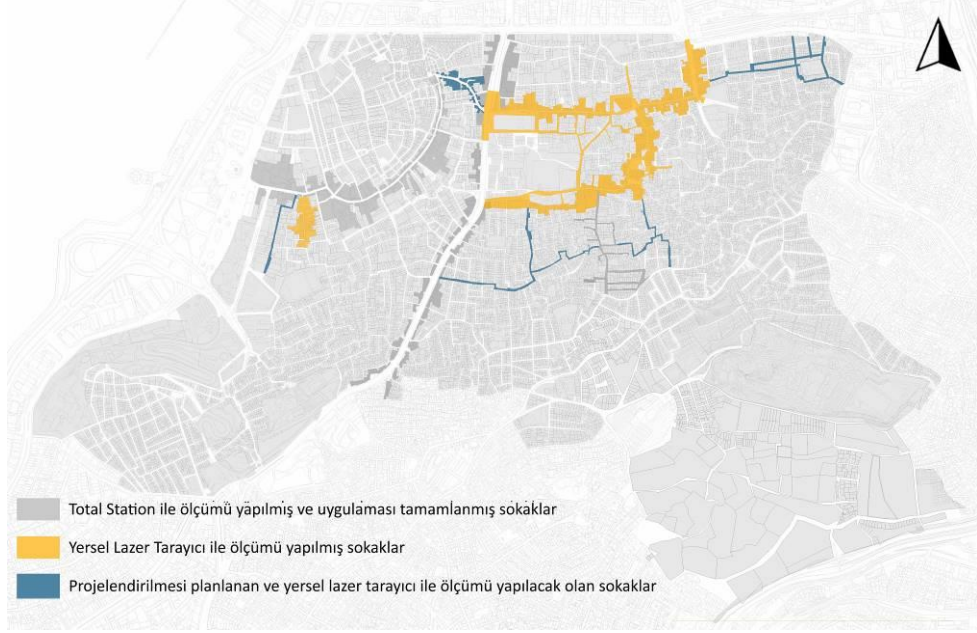 Total Station ile ölçümü yapılmış ve uygulaması tamamlanmış sokaklar
Yersel Lazer Tarayıcı ile ölçümü yapılmış sokaklar
Projelendirilmesi planlanan ve yersel lazer tarayıcı ile ölçümü yapılacak olan sokaklar